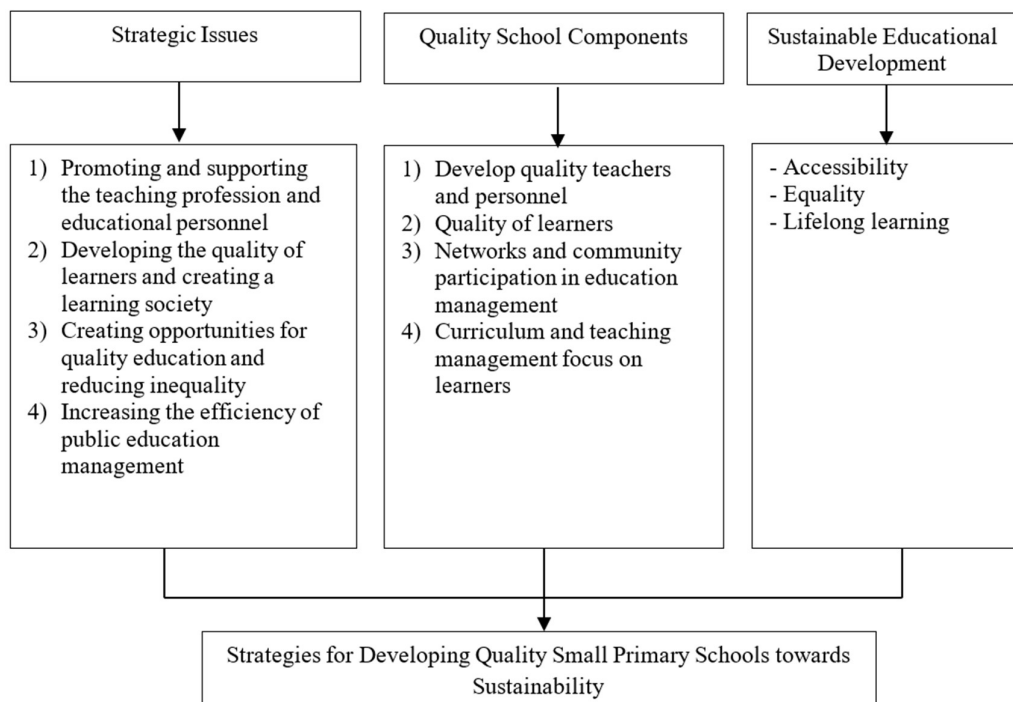 Strategic Issues
Quality School Components
Sustainable Educational
Development
1) Promoting and supporting
the teaching profession and
educational personnel
2) Developing the quality of
learners and creating a
learning society
3) Creating opportunities for
quality education and
reducing inequality
4) Increasing the efficiency of
public education
management
1) Develop quality teachers
and personnel
2) Quality of learners
3) Networks and community
participation in education
management
4) Curriculum and teaching
management focus on
learners
- Accessibility
- Equality
- Lifelong learning
Strategies for Developing Quality Small Primary Schools towards
Sustainability